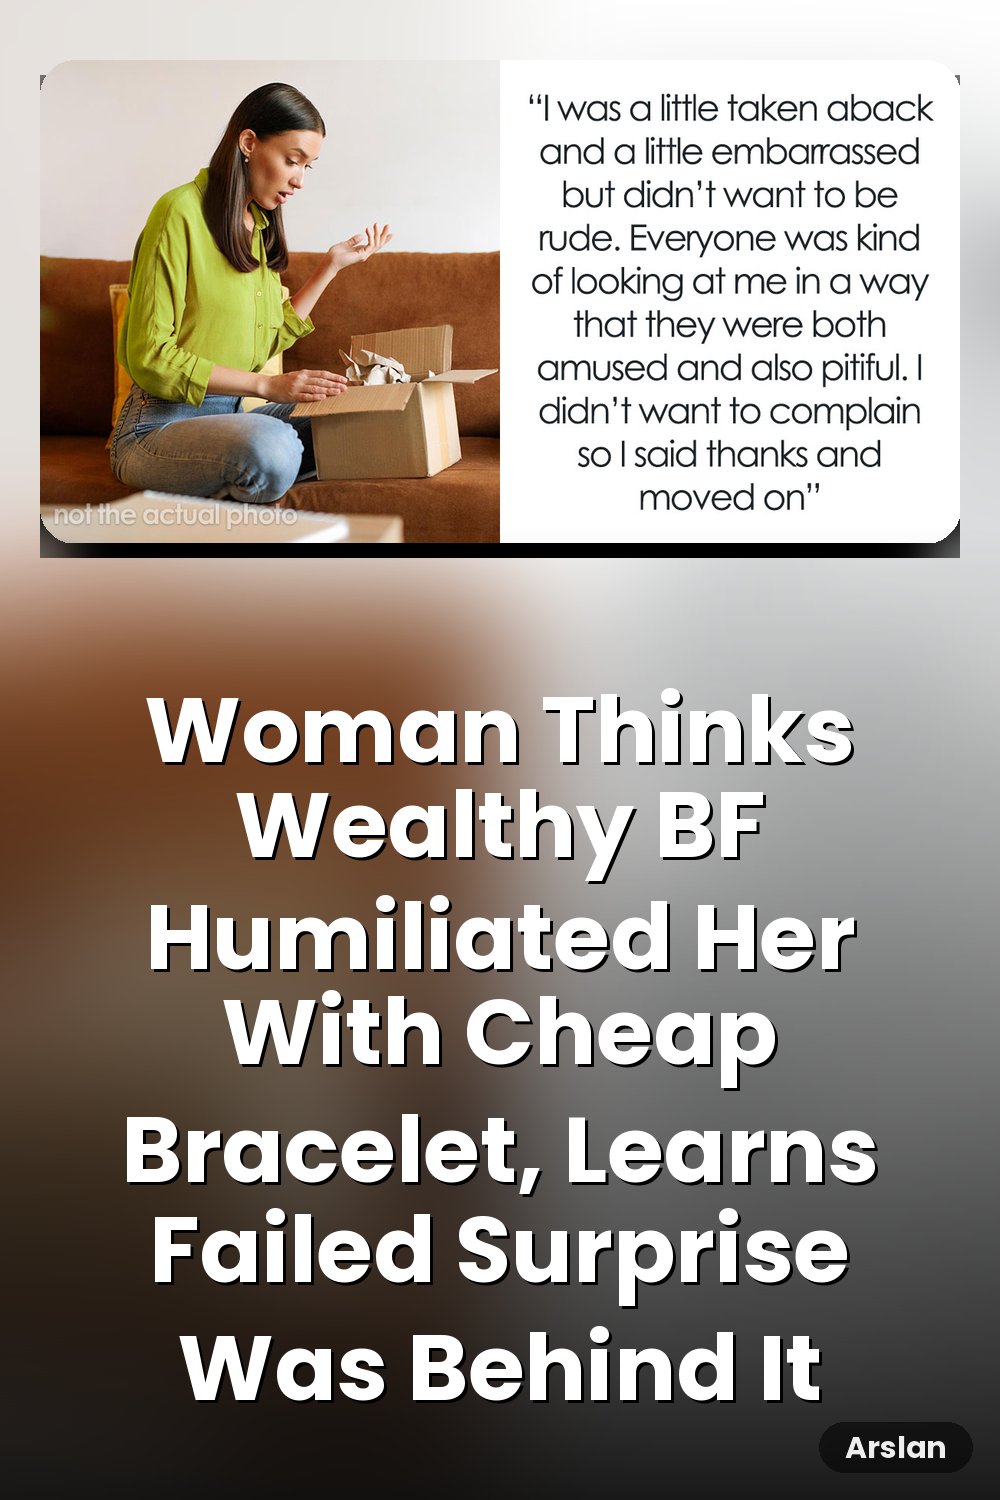 “I was a little taken aback
and a little embarrassed
but didn’t want to be
rude. Everyone was kind
of looking at me in a way
that they were both
amused and also pitiful. I
didn’t want to complain
so I said thanks and
moved on”
not the actual photo
Woman Thinks
Wealthy BF
Humiliated Her
With Cheap
Bracelet, Learns
Failed Surprise
Was Behind It
Arslan